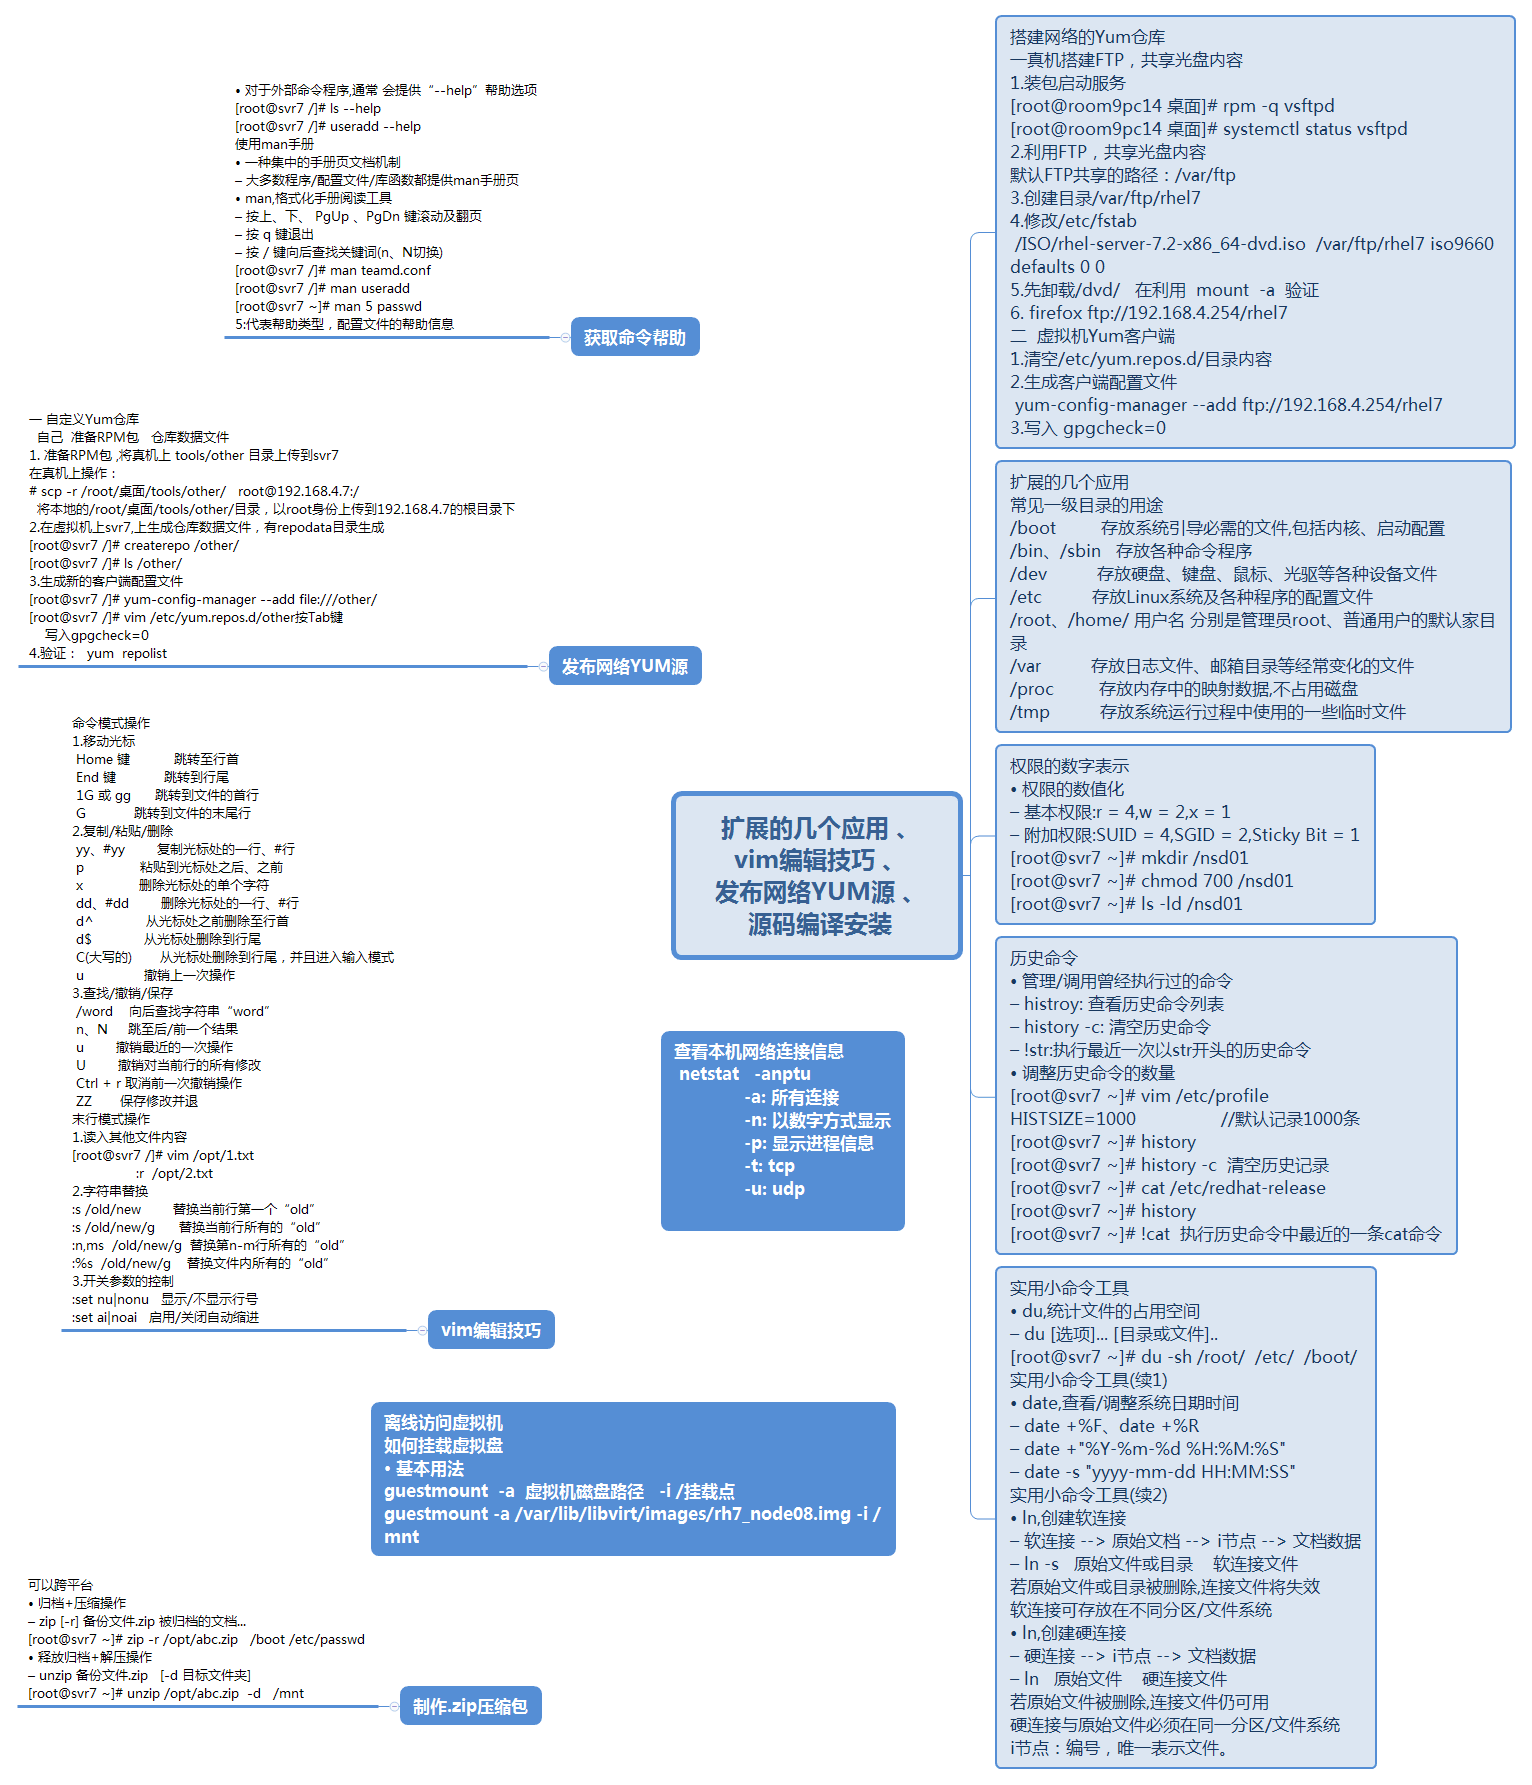 • 对于外部命令程序,通常 会提供“--help”帮助选项
[root@svr7 /]# ls --help
[root@svr7 /]# useradd --help
使用man手册
• 一种集中的手册页文档机制
– 大多数程序/配置文件/库函数都提供man手册页
• man,格式化手册阅读工具
– 按上、下、 PgUp 、PgDn 键滚动及翻页
– 按 q 键退出
– 按 / 键向后查找关键词(n、N切换)
[root@svr7 /]# man teamd.conf
[root@svr7 /]# man useradd
[root@svr7 ~]# man 5 passwd
5:代表帮助类型，配置文件的帮助信息
获取命令帮助
一 自定义Yum仓库
自己 准备RPM包 仓库数据文件
1. 准备RPM包 ,将真机上 tools/other 目录上传到svr7
在真机上操作：
# scp -r /root/桌面/tools/other/ root@192.168.4.7:/
将本地的/root/桌面/tools/other/目录，以root身份上传到192.168.4.7的根目录下
2.在虚拟机上svr7,上生成仓库数据文件，有repodata目录生成
[root@svr7 /]# createrepo /other/
[root@svr7 /]# ls /other/
3.生成新的客户端配置文件
[root@svr7 /]# yum-config-manager --add file:///other/
[root@svr7 /]# vim /etc/yum.repos.d/other按Tab键
写入gpgcheck=0
4.验证： yum repolist
发布网络YUM源
命令模式操作
1.移动光标
Home 键 跳转至行首
End 键 跳转到行尾
1G 或 gg 跳转到文件的首行
G 跳转到文件的末尾行
2.复制/粘贴/删除
yy、#yy 复制光标处的一行、#行
p 粘贴到光标处之后、之前
x 删除光标处的单个字符
dd、#dd 删除光标处的一行、#行
d^ 从光标处之前删除至行首
d$ 从光标处删除到行尾
C(大写的) 从光标处删除到行尾，并且进入输入模式
u 撤销上一次操作
3.查找/撤销/保存
/word 向后查找字符串“word”
n、N 跳至后/前一个结果
u 撤销最近的一次操作
U 撤销对当前行的所有修改
Ctrl + r 取消前一次撤销操作
ZZ 保存修改并退
末行模式操作
1.读入其他文件内容
[root@svr7 /]# vim /opt/1.txt
:r /opt/2.txt
2.字符串替换
:s /old/new 替换当前行第一个“old”
:s /old/new/g 替换当前行所有的“old”
:n,ms /old/new/g 替换第n-m行所有的“old”
:%s /old/new/g 替换文件内所有的“old”
3.开关参数的控制
:set nu|nonu 显示/不显示行号
:set ai|noai 启用/关闭自动缩进
vim编辑技巧
离线访问虚拟机
如何挂载虚拟盘
• 基本用法
guestmount -a 虚拟机磁盘路径 -i /挂载点
guestmount -a /var/lib/libvirt/images/rh7_node08.img -i /
mnt
可以跨平台
• 归档+压缩操作
– zip [-r] 备份文件.zip 被归档的文档...
[root@svr7 ~]# zip -r /opt/abc.zip /boot /etc/passwd
• 释放归档+解压操作
– unzip 备份文件.zip [-d 目标文件夹]
[root@svr7 ~]# unzip /opt/abc.zip -d /mnt
制作.zip压缩包
扩展的几个应用 、
vim编辑技巧 、
发布网络YUM源 、
源码编译安装
查看本机网络连接信息
netstat -anptu
-a: 所有连接
-n: 以数字方式显示
-p: 显示进程信息
-t: tcp
-u: udp
搭建网络的Yum仓库
一真机搭建FTP，共享光盘内容
1.装包启动服务
[root@room9pc14 桌面]# rpm -q vsftpd
[root@room9pc14 桌面]# systemctl status vsftpd
2.利用FTP，共享光盘内容
默认FTP共享的路径：/var/ftp
3.创建目录/var/ftp/rhel7
4.修改/etc/fstab
/ISO/rhel-server-7.2-x86_64-dvd.iso /var/ftp/rhel7 iso9660
defaults 0 0
5.先卸载/dvd/ 在利用 mount -a 验证
6. firefox ftp://192.168.4.254/rhel7
二 虚拟机Yum客户端
1.清空/etc/yum.repos.d/目录内容
2.生成客户端配置文件
yum-config-manager --add ftp://192.168.4.254/rhel7
3.写入 gpgcheck=0
扩展的几个应用
常见一级目录的用途
/boot 存放系统引导必需的文件,包括内核、启动配置
/bin、/sbin 存放各种命令程序
/dev 存放硬盘、键盘、鼠标、光驱等各种设备文件
/etc 存放Linux系统及各种程序的配置文件
/root、/home/ 用户名 分别是管理员root、普通用户的默认家目
录
/var 存放日志文件、邮箱目录等经常变化的文件
/proc 存放内存中的映射数据,不占用磁盘
/tmp 存放系统运行过程中使用的一些临时文件
权限的数字表示
• 权限的数值化
– 基本权限:r = 4,w = 2,x = 1
– 附加权限:SUID = 4,SGID = 2,Sticky Bit = 1
[root@svr7 ~]# mkdir /nsd01
[root@svr7 ~]# chmod 700 /nsd01
[root@svr7 ~]# ls -ld /nsd01
历史命令
• 管理/调用曾经执行过的命令
– histroy: 查看历史命令列表
– history -c: 清空历史命令
– !str:执行最近一次以str开头的历史命令
• 调整历史命令的数量
[root@svr7 ~]# vim /etc/profile
HISTSIZE=1000 //默认记录1000条
[root@svr7 ~]# history
[root@svr7 ~]# history -c 清空历史记录
[root@svr7 ~]# cat /etc/redhat-release
[root@svr7 ~]# history
[root@svr7 ~]# !cat 执行历史命令中最近的一条cat命令
实用小命令工具
• du,统计文件的占用空间
– du [选项]... [目录或文件]..
[root@svr7 ~]# du -sh /root/ /etc/ /boot/
实用小命令工具(续1)
• date,查看/调整系统日期时间
– date +%F、date +%R
– date +"%Y-%m-%d %H:%M:%S"
– date -s "yyyy-mm-dd HH:MM:SS"
实用小命令工具(续2)
• ln,创建软连接
– 软连接 --> 原始文档 --> i节点 --> 文档数据
– ln -s 原始文件或目录 软连接文件
若原始文件或目录被删除,连接文件将失效
软连接可存放在不同分区/文件系统
• ln,创建硬连接
– 硬连接 --> i节点 --> 文档数据
– ln 原始文件 硬连接文件
若原始文件被删除,连接文件仍可用
硬连接与原始文件必须在同一分区/文件系统
i节点：编号，唯一表示文件。